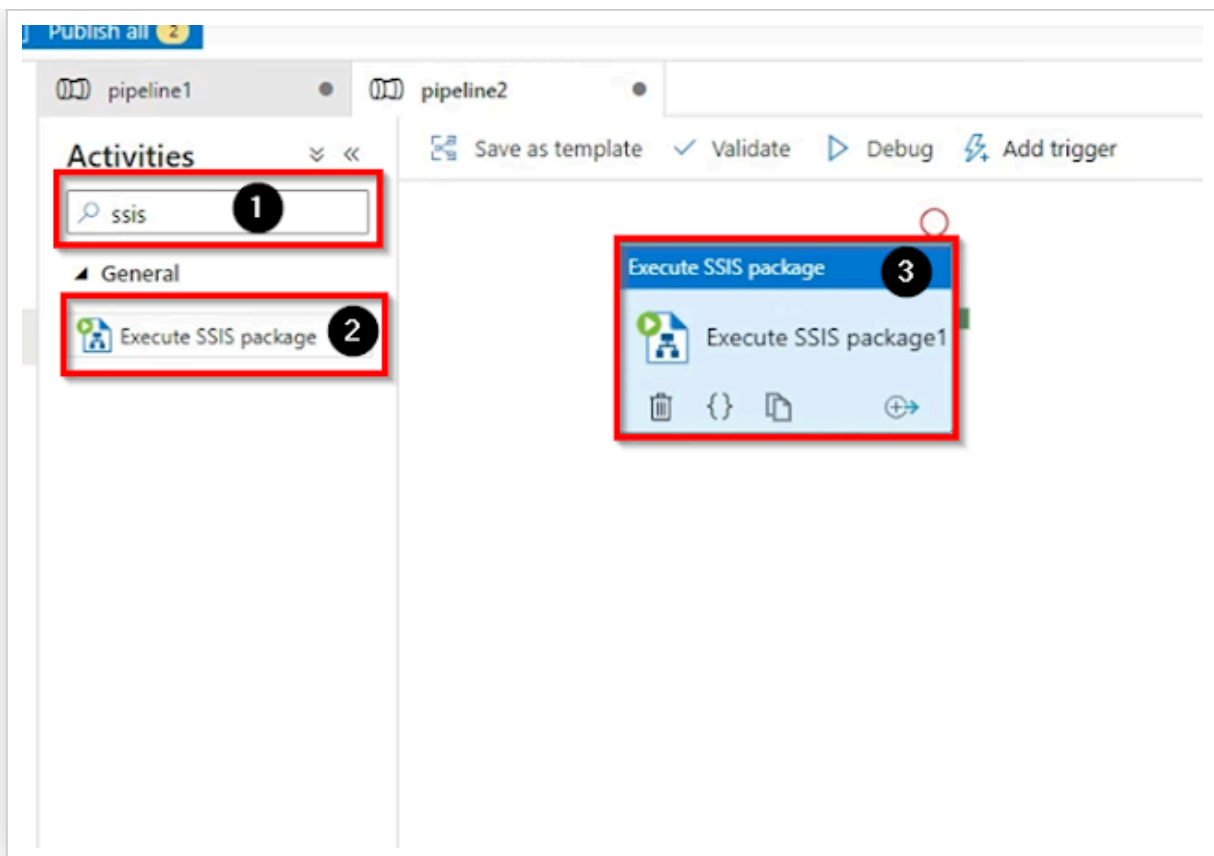 Publish all 2
pipeline1
pipeline2
Activities
Save as template
Validate
Debug
Add trigger
ssis
1
General
Execute SSIS package
2
Execute SSIS package
3
Execute SSIS package1
{}